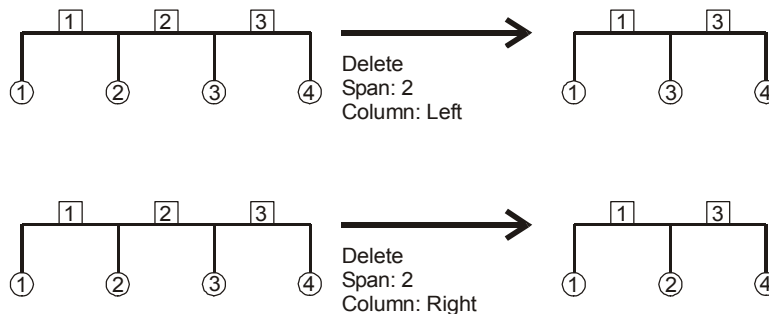 1 2 3 1 3
1 2 3 4 1 3 4
Delete
Span: 2
Column: Left
1 2 3 1 3
1 2 3 4 1 2 4
Delete
Span: 2
Column: Right